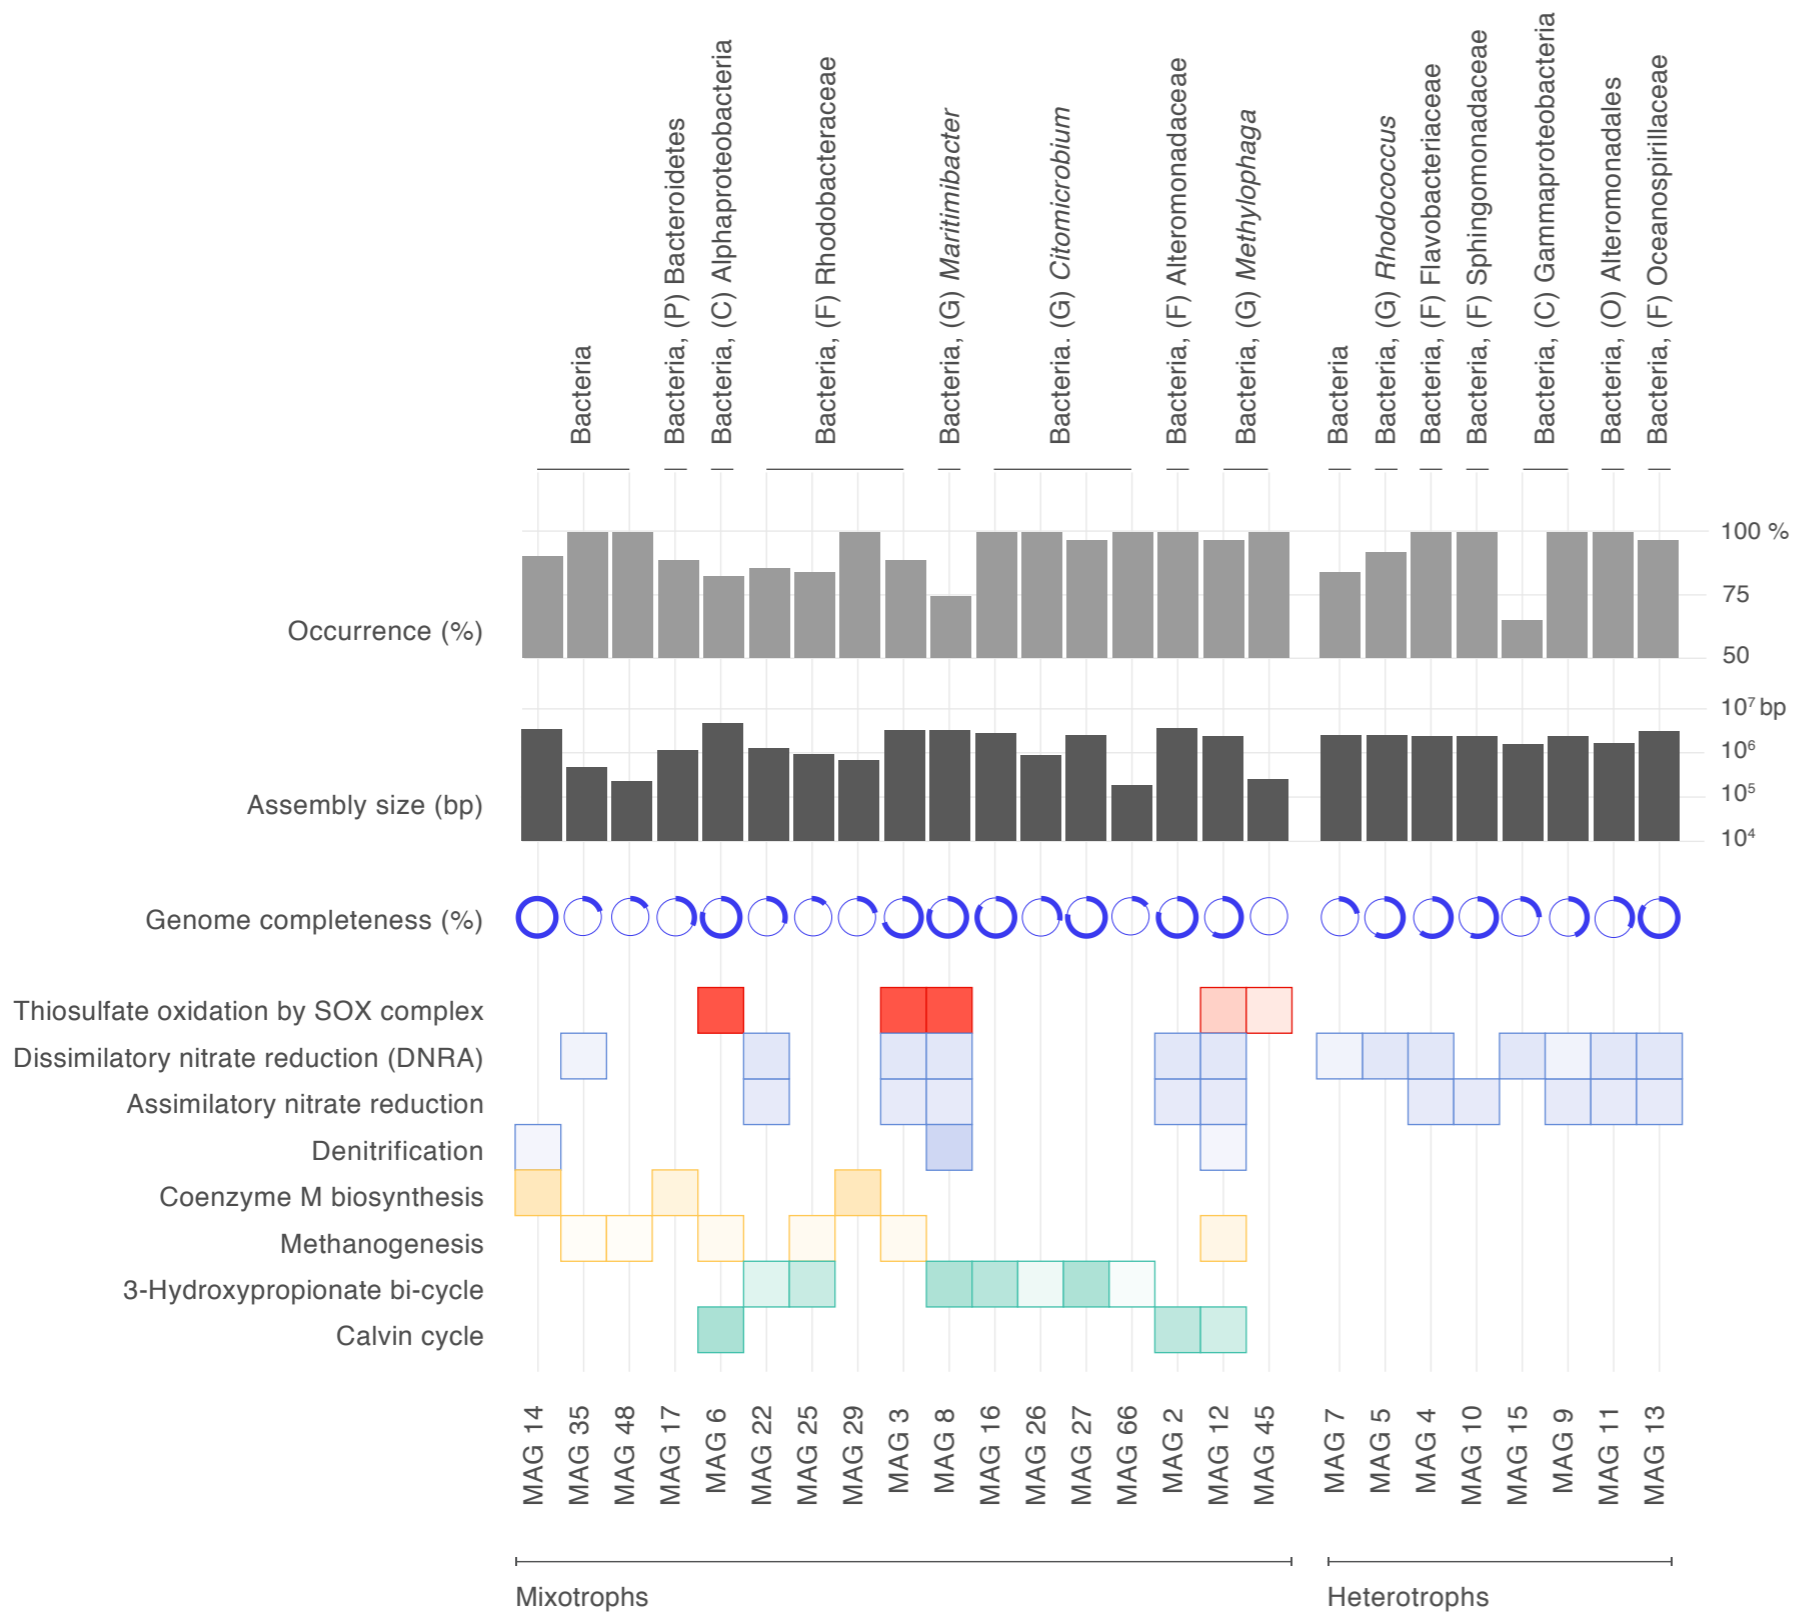 Bacteria
Bacteria, (P) Bacteroidetes
Bacteria, (C) Alphaproteobacteria
Bacteria, (F) Rhodobacteraceae
Bacteria, (G) Maritimibacter
Bacteria. (G) Citomicrobium
Bacteria, (F) Alteromonadaceae
Bacteria, (G) Methylophaga
Bacteria
Bacteria, (G) Rhodococcus
Bacteria, (F) Flavobacteriaceae
Bacteria, (F) Sphingomonadaceae
Bacteria, (C) Gammaproteobacteria
Bacteria, (O) Alteromonadales
Bacteria, (F) Oceanospirillaceae
100 %
75
Occurrence (%)
50
10⁷ bp
10⁶
Assembly size (bp)
10⁵
10⁴
Genome completeness (%)
Thiosulfate oxidation by SOX complex
Dissimilatory nitrate reduction (DNRA)
Assimilatory nitrate reduction
Denitrification
Coenzyme M biosynthesis
Methanogenesis
3-Hydroxypropionate bi-cycle
Calvin cycle
MAG 14
MAG 35
MAG 48
MAG 17
MAG 6
MAG 22
MAG 25
MAG 29
MAG 3
MAG 8
MAG 16
MAG 26
MAG 27
MAG 66
MAG 2
MAG 12
MAG 45
MAG 7
MAG 5
MAG 4
MAG 10
MAG 15
MAG 9
MAG 11
MAG 13
Mixotrophs
Heterotrophs